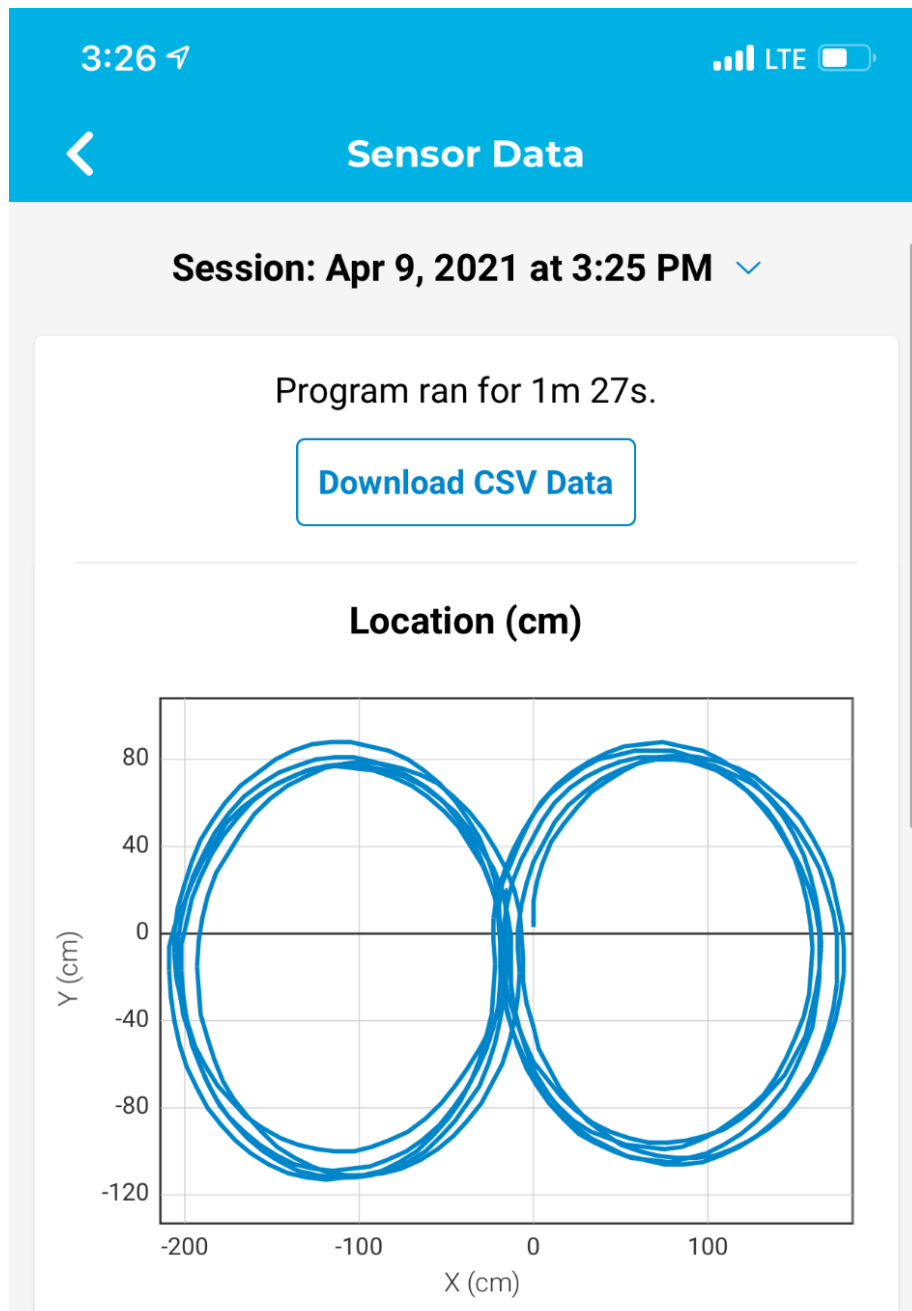 3:26 LTE
Sensor Data
Session: Apr 9, 2021 at 3:25 PM
Program ran for 1m 27s.
Download CSV Data
Location (cm)
80
40
0
-40
-80
-120
Y (cm)
-200 -100 0 100
X (cm)